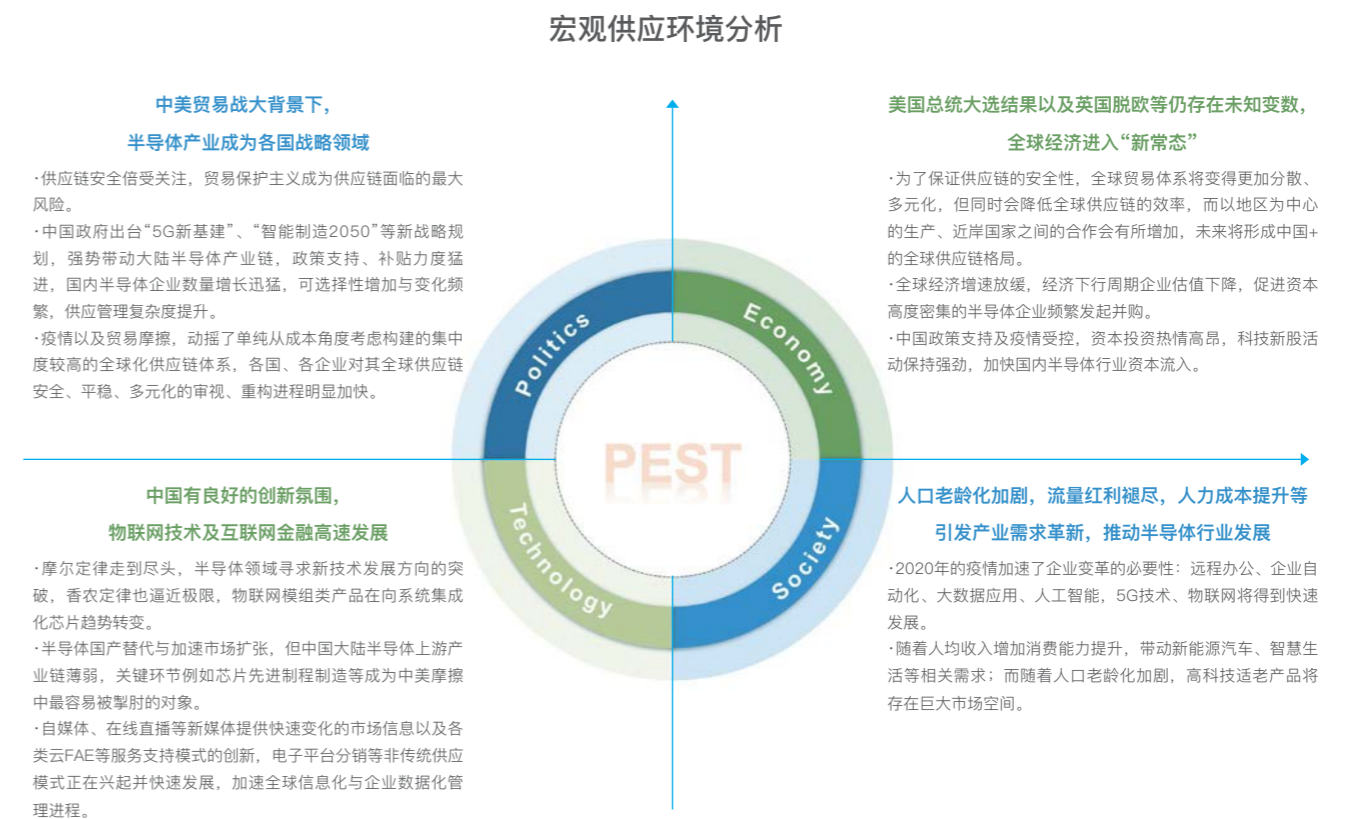 宏观供应环境分析
中美贸易战大背景下，
半导体产业成为各国战略领域
·供应链安全倍受关注，贸易保护主义成为供应链面临的最大
风险。
·中国政府出台“5G新基建”、“智能制造2050”等新战略规
划，强势带动大陆半导体产业链，政策支持、补贴力度猛
进，国内半导体企业数量增长迅猛，可选择性增加与变化频
繁，供应管理复杂度提升。
·疫情以及贸易摩擦，动摇了单纯从成本角度考虑构建的集中
度较高的全球化供应链体系，各国、各企业对其全球供应链
安全、平稳、多元化的审视、重构进程明显加快。
美国总统大选结果以及英国脱欧等仍存在未知变数，
全球经济进入“新常态”
·为了保证供应链的安全性，全球贸易体系将变得更加分散、
多元化，但同时会降低全球供应链的效率，而以地区为中心
的生产、近岸国家之间的合作会有所增加，未来将形成中国+
的全球供应链格局。
·全球经济增速放缓，经济下行周期企业估值下降，促进资本
高度密集的半导体企业频繁发起并购。
·中国政策支持及疫情受控，资本投资热情高昂，科技新股活
动保持强劲，加快国内半导体行业资本流入。
Politics
Economy
PEST
Technology
Society
中国有良好的创新氛围，
物联网技术及互联网金融高速发展
·摩尔定律走到尽头，半导体领域寻求新技术发展方向的突
破，香农定律也逼近极限，物联网模组类产品在向系统集成
化芯片趋势转变。
·半导体国产替代与加速市场扩张，但中国大陆半导体上游产
业链薄弱，关键环节例如芯片先进制程制造等成为中美摩擦
中最容易被掣肘的对象。
·自媒体、在线直播等新媒体提供快速变化的市场信息以及各
类云FAE等服务支持模式的创新，电子平台分销等非传统供应
模式正在兴起并快速发展，加速全球信息化与企业数据化管
理进程。
人口老龄化加剧，流量红利褪尽，人力成本提升等
引发产业需求革新，推动半导体行业发展
·2020年的疫情加速了企业变革的必要性：远程办公、企业自
动化、大数据应用、人工智能，5G技术、物联网将得到快速
发展。
·随着人均收入增加消费能力提升，带动新能源汽车、智慧生
活等相关需求；而随着人口老龄化加剧，高科技适老产品将
存在巨大市场空间。